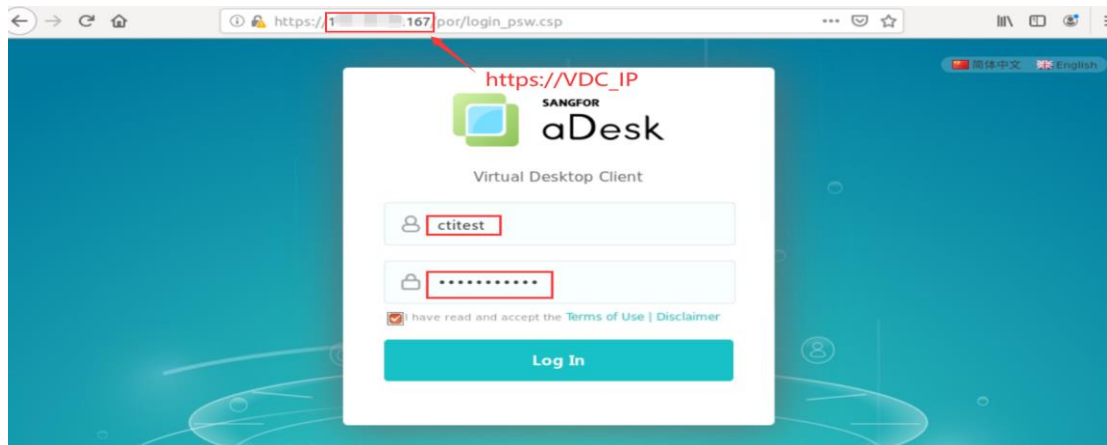 https://1 .167/por/login_psw.csp
简体中文 English
https://VDC_IP
SANGFOR
aDesk
Virtual Desktop Client
ctitest
•••••••••••
I have read and accept the Terms of Use | Disclaimer
Log In